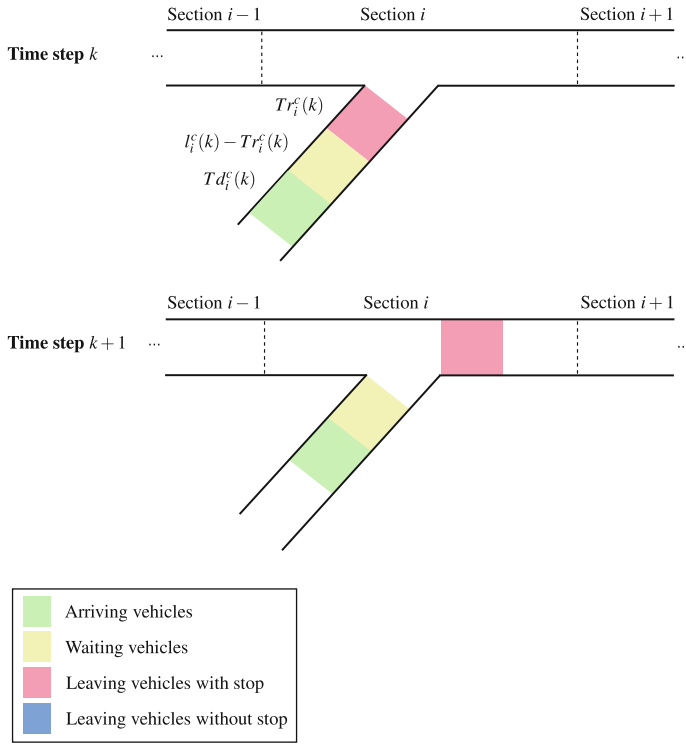 Section i − 1 Section i Section i + 1
Time step k ... ..
Tr_i^c(k)
l_i^c(k) − Tr_i^c(k)
Td_i^c(k)
Section i − 1 Section i Section i + 1
Time step k + 1 ... ..
Arriving vehicles
Waiting vehicles
Leaving vehicles with stop
Leaving vehicles without stop